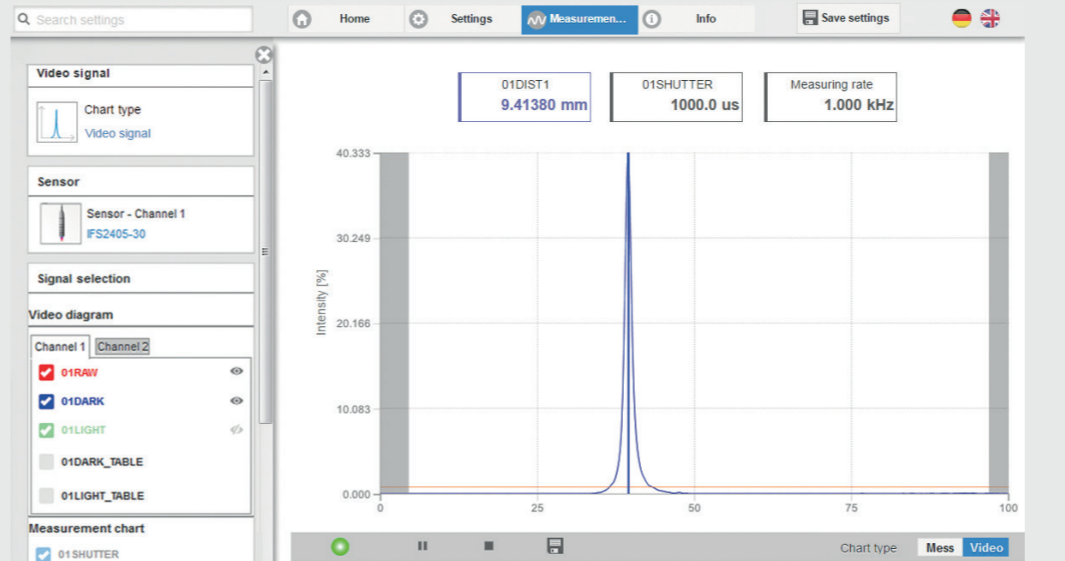 Search settings
Home
Settings
Measuremen...
Info
Save settings
Video signal
Chart type
Video signal
Sensor
Sensor - Channel 1
IFS2405-30
Signal selection
Video diagram
Channel 1
Channel 2
01RAW
01DARK
01LIGHT
01DARK_TABLE
01LIGHT_TABLE
Measurement chart
01SHUTTER
01DIST1
9.41380 mm
01SHUTTER
1000.0 us
Measuring rate
1.000 kHz
Intensity [%]
40.333
30.249
20.166
10.083
0.000
0
25
50
75
100
Chart type
Mess
Video